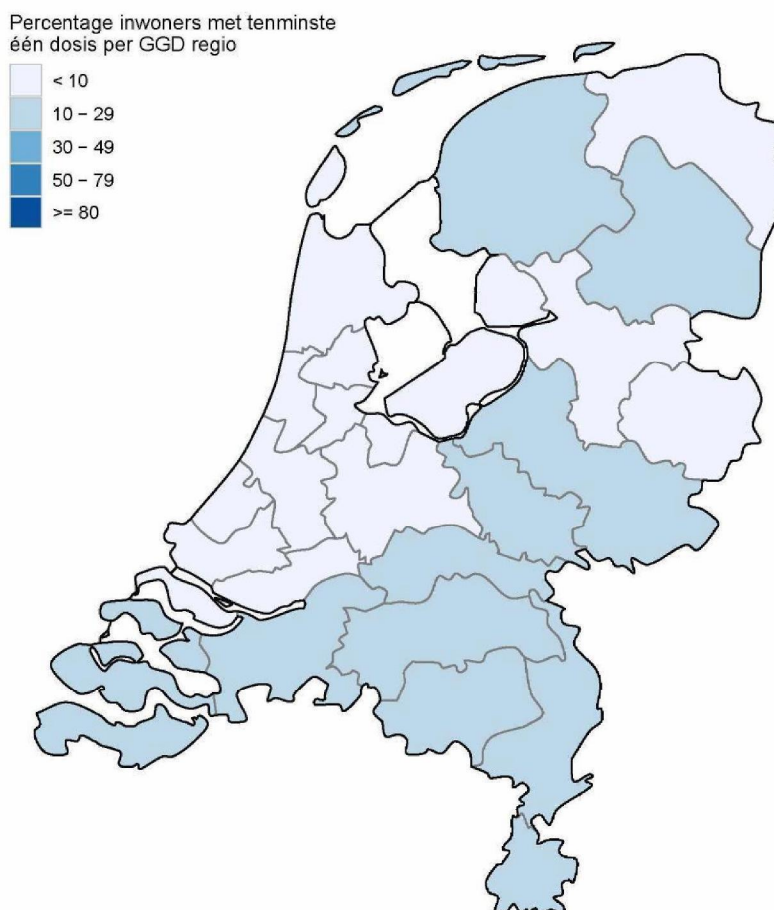 Percentage inwoners met tenminste
één dosis per GGD regio
< 10
10 – 29
30 – 49
50 – 79
>= 80